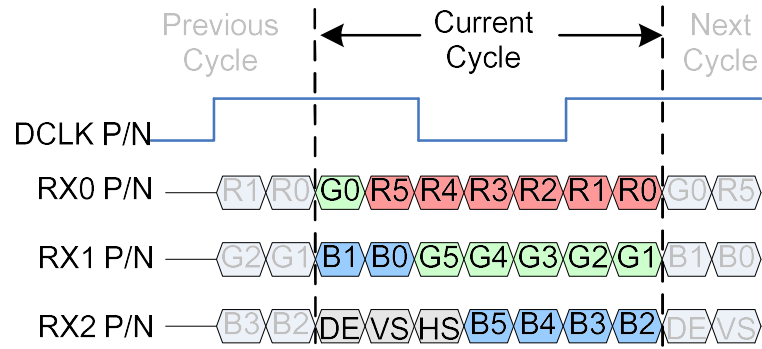 Previous Cycle Current Cycle Next Cycle
DCLK P/N
RX0 P/N R1 R0 G0 R5 R4 R3 R2 R1 R0 G0 R5
RX1 P/N G2 G1 B1 B0 G5 G4 G3 G2 G1 B1 B0
RX2 P/N B3 B2 DE VS HS B5 B4 B3 B2 DE VS